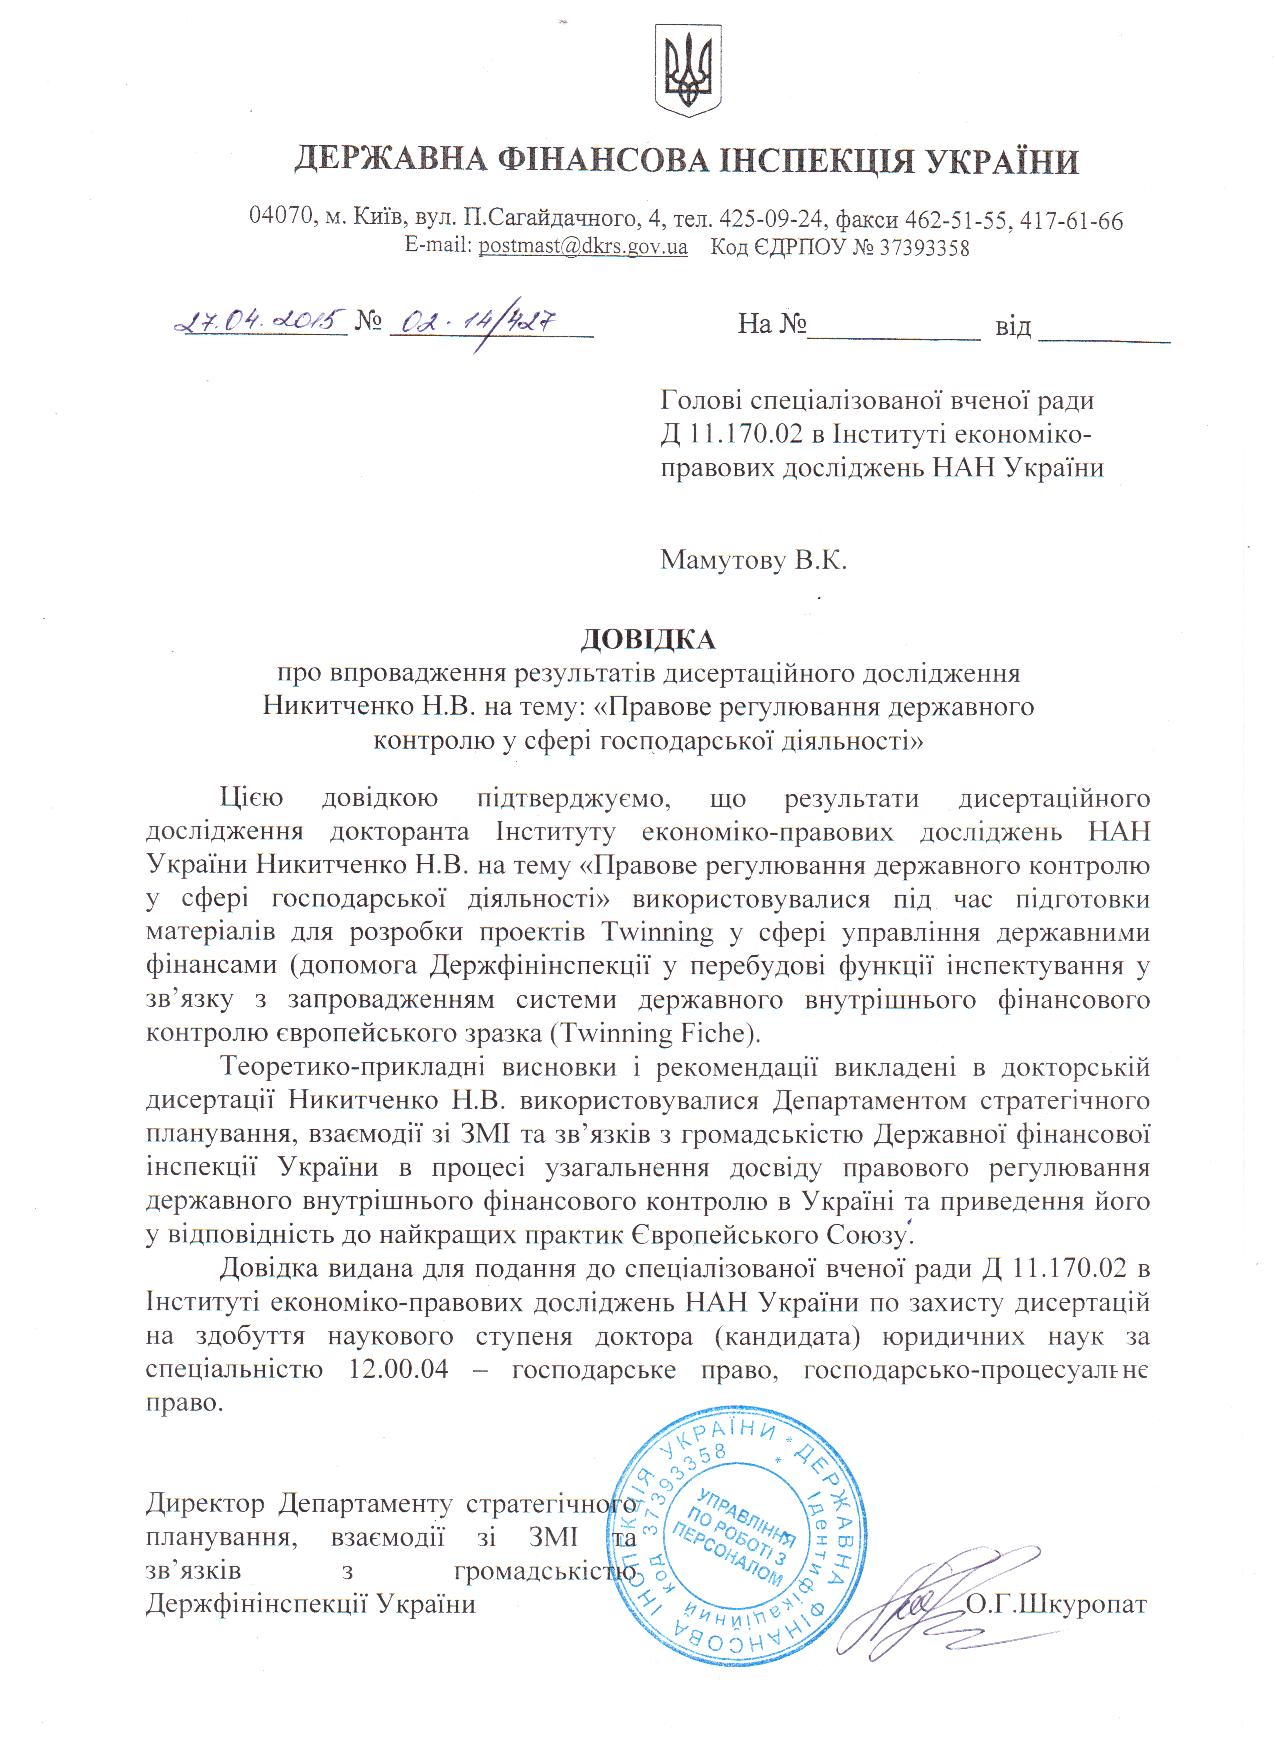 ДЕРЖАВНА ФІНАНСОВА ІНСПЕКЦІЯ УКРАЇНИ
04070, м. Київ, вул. П.Сагайдачного, 4, тел. 425-09-24, факси 462-51-55, 417-61-66
E-mail: postmast@dkrs.gov.ua Код ЄДРПОУ № 37393358
27.04.2015 № 02-14/427 На №____________ від _________
Голові спеціалізованої вченої ради
Д 11.170.02 в Інституті економіко-
правових досліджень НАН України
Мамутову В.К.
ДОВІДКА
про впровадження результатів дисертаційного дослідження
Никитченко Н.В. на тему: «Правове регулювання державного
контролю у сфері господарської діяльності»
Цією довідкою підтверджуємо, що результати дисертаційного
дослідження докторанта Інституту економіко-правових досліджень НАН
України Никитченко Н.В. на тему «Правове регулювання державного контролю
у сфері господарської діяльності» використовувалися під час підготовки
матеріалів для розробки проектів Twinning у сфері управління державними
фінансами (допомога Держфінінспекції у перебудові функції інспектування у
зв’язку з запровадженням системи державного внутрішнього фінансового
контролю європейського зразка (Twinning Fiche).
Теоретико-прикладні висновки і рекомендації викладені в докторській
дисертації Никитченко Н.В. використовувалися Департаментом стратегічного
планування, взаємодії зі ЗМІ та зв’язків з громадськістю Державної фінансової
інспекції України в процесі узагальнення досвіду правового регулювання
державного внутрішнього фінансового контролю в Україні та приведення його
у відповідність до найкращих практик Європейського Союзу.
Довідка видана для подання до спеціалізованої вченої ради Д 11.170.02 в
Інституті економіко-правових досліджень НАН України по захисту дисертацій
на здобуття наукового ступеня доктора (кандидата) юридичних наук за
спеціальністю 12.00.04 – господарське право, господарсько-процесуальне
право.
Директор Департаменту стратегічного
планування, взаємодії зі ЗМІ та
зв’язків з громадськістю
Держфінінспекції України О.Г.Шкуропат
* ДЕРЖАВНА ФІНАНСОВА ІНСПЕКЦІЯ УКРАЇНИ
* Ідентифікаційний код 37393358
УПРАВЛІННЯ
ПО РОБОТІ З
ПЕРСОНАЛОМ